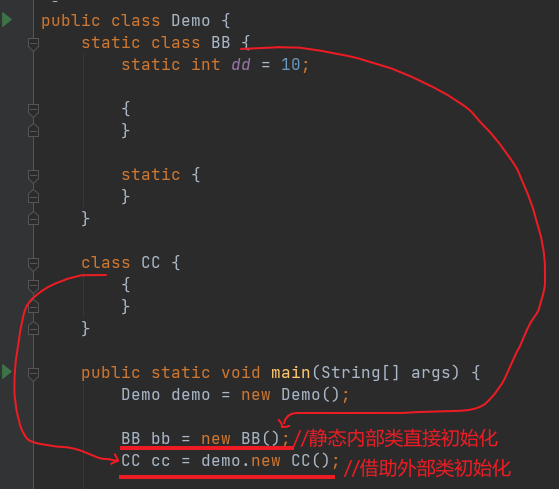 public class Demo {
static class BB {
static int dd = 10;
{
}
static {
}
}
class CC {
{
}
}
public static void main(String[] args) {
Demo demo = new Demo();
BB bb = new BB();//静态内部类直接初始化
CC cc = demo.new CC(); //借助外部类初始化